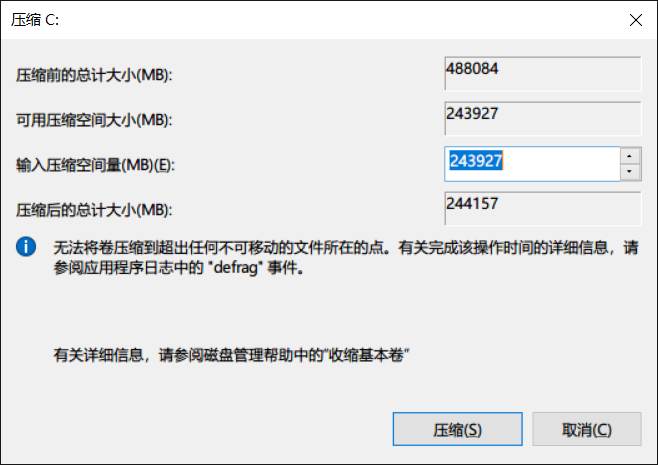 压缩 C:
压缩前的总计大小(MB): 488084
可用压缩空间大小(MB): 243927
输入压缩空间量(MB)(E): 243927
压缩后的总计大小(MB): 244157
无法将卷压缩到超出任何不可移动的文件所在的点。有关完成该操作时间的详细信息，请
参阅应用程序日志中的 "defrag" 事件。
有关详细信息，请参阅磁盘管理帮助中的“收缩基本卷”
压缩(S) 取消(C)